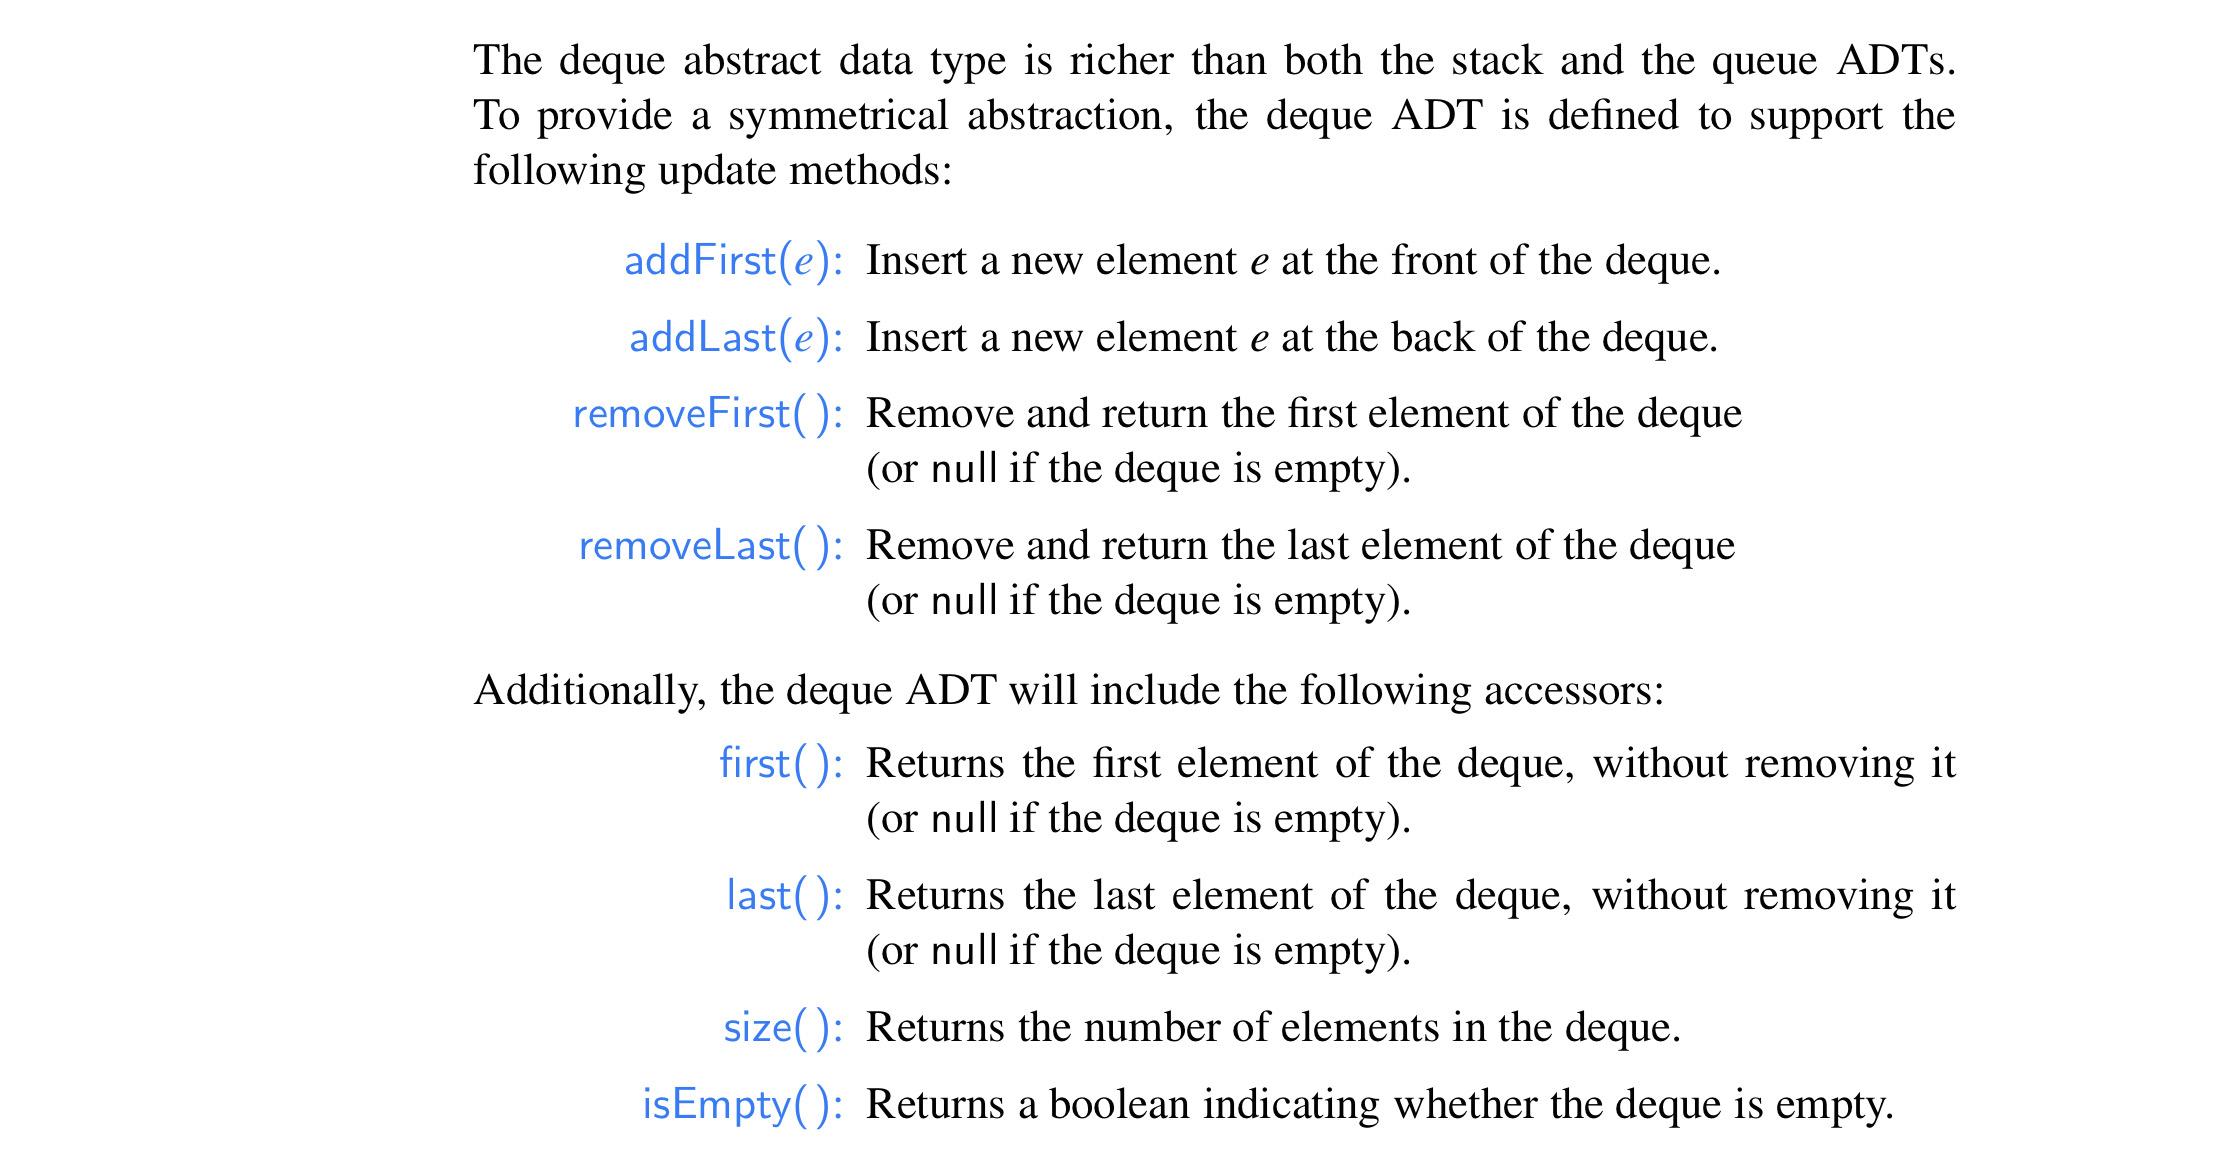 The deque abstract data type is richer than both the stack and the queue ADTs.
To provide a symmetrical abstraction, the deque ADT is defined to support the
following update methods:
addFirst(e): Insert a new element e at the front of the deque.
addLast(e): Insert a new element e at the back of the deque.
removeFirst( ): Remove and return the first element of the deque
(or null if the deque is empty).
removeLast( ): Remove and return the last element of the deque
(or null if the deque is empty).
Additionally, the deque ADT will include the following accessors:
first( ): Returns the first element of the deque, without removing it
(or null if the deque is empty).
last( ): Returns the last element of the deque, without removing it
(or null if the deque is empty).
size( ): Returns the number of elements in the deque.
isEmpty( ): Returns a boolean indicating whether the deque is empty.